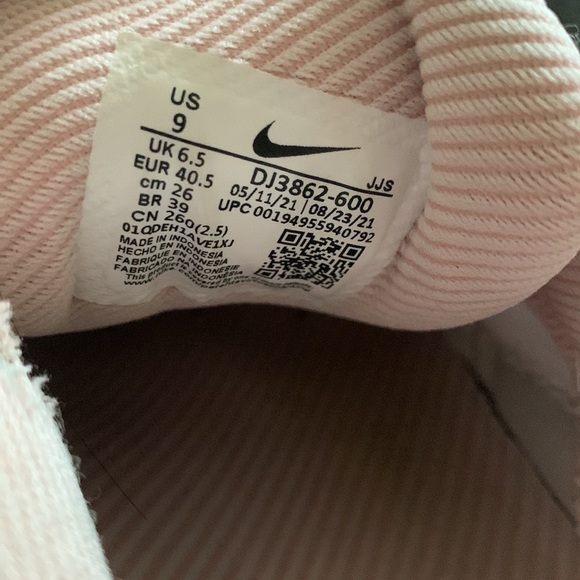 US
9
UK 6.5
EUR 40.5
cm 26
BR 39
CN 260(2.5)
MADE IN INDONESIA
HECHO EN INDONESIA
FABRIQUE EN INDONESIE
FABRICADO NA INDONÉSIA
This
JJS
DJ3862-600
05/11/21 | 08/23/21
UPC 00194955940792